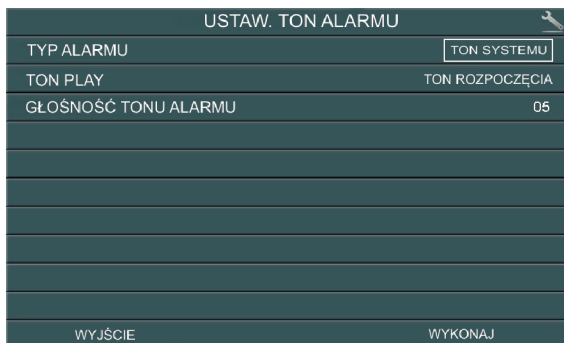 USTAW. TON ALARMU
TYP ALARMU TON SYSTEMU
TON PLAY TON ROZPOCZĘCIA
GŁOŚNOŚĆ TONU ALARMU 05
WYJŚCIE WYKONAJ